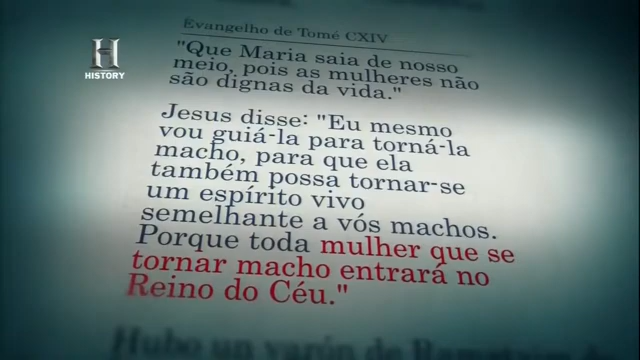 Evangelho de Tomé CXIV
H
HISTORY
"Que Maria saia de nosso
meio, pois as mulheres não
são dignas da vida."
Jesus disse: "Eu mesmo
vou guiá-la para torná-la
macho, para que ela
também possa tornar-se
um espírito vivo
semelhante a vós machos.
Porque toda mulher que se
tornar macho entrará no
Reino do Céu."
Hubo un varón de